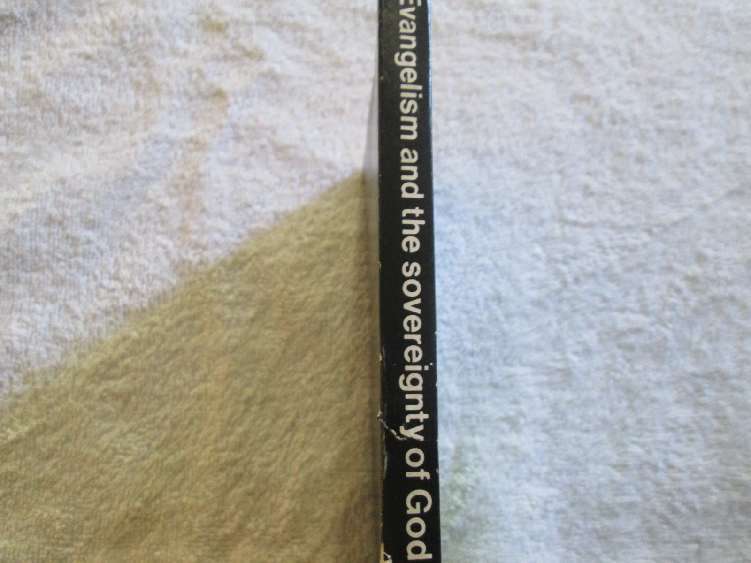 Evangelism and the sovereignty of God